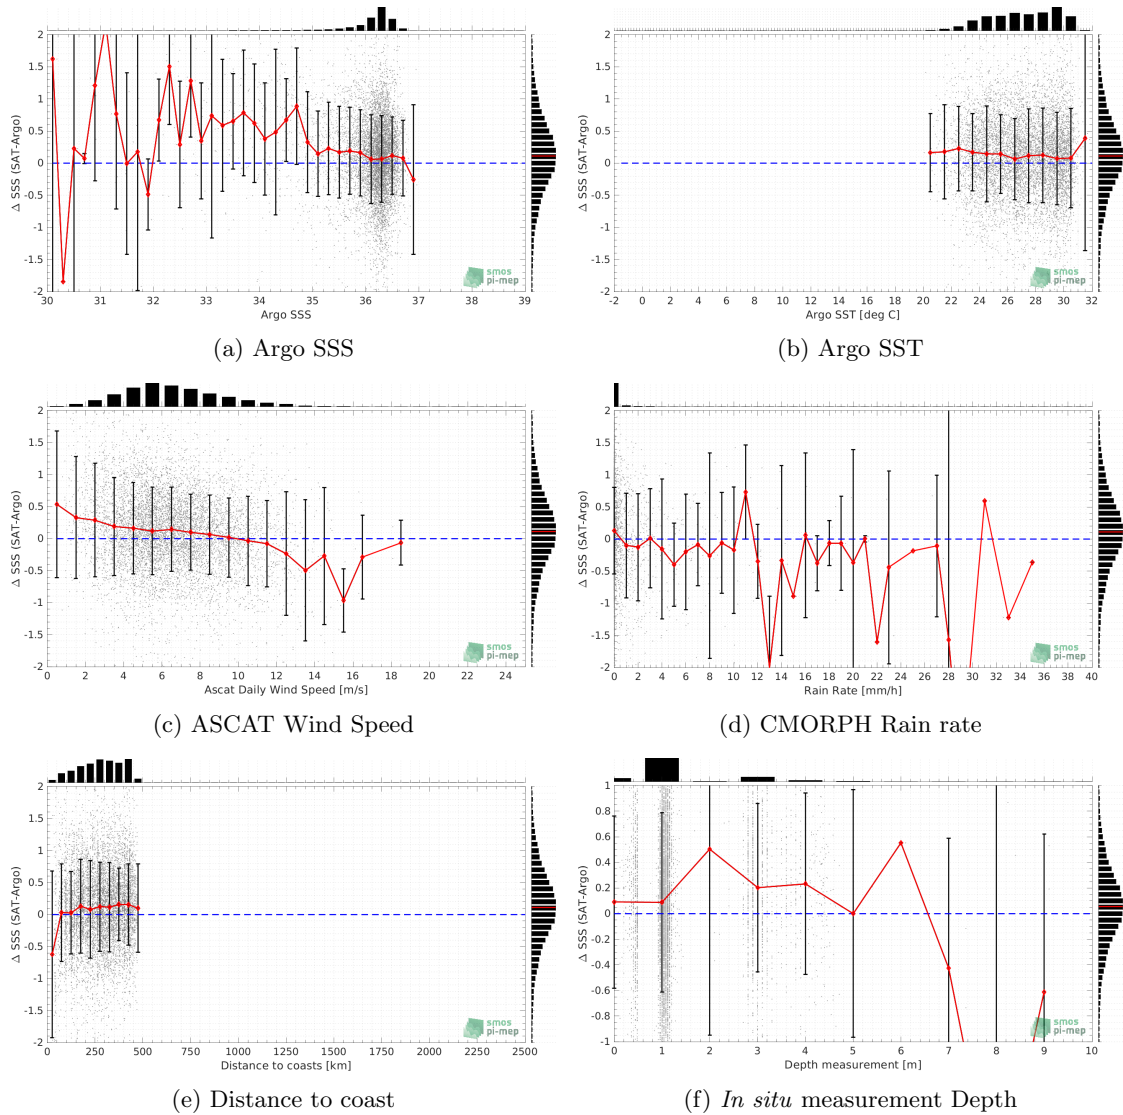 2
1.5
1
0.5
0
-0.5
-1
-1.5
-2
Δ SSS (SAT-Argo)
30 31 32 33 34 35 36 37 38 39
Argo SSS
smos
pi-mep
(a) Argo SSS
2
1.5
1
0.5
0
-0.5
-1
-1.5
-2
Δ SSS (SAT-Argo)
-2 0 2 4 6 8 10 12 14 16 18 20 22 24 26 28 30 32
Argo SST [deg C]
smos
pi-mep
(b) Argo SST
2
1.5
1
0.5
0
-0.5
-1
-1.5
-2
Δ SSS (SAT-Argo)
0 2 4 6 8 10 12 14 16 18 20 22 24
Ascat Daily Wind Speed [m/s]
smos
pi-mep
(c) ASCAT Wind Speed
2
1.5
1
0.5
0
-0.5
-1
-1.5
-2
Δ SSS (SAT-Argo)
0 2 4 6 8 10 12 14 16 18 20 22 24 26 28 30 32 34 36 38 40
Rain Rate [mm/h]
smos
pi-mep
(d) CMORPH Rain rate
2
1.5
1
0.5
0
-0.5
-1
-1.5
-2
Δ SSS (SAT-Argo)
0 250 500 750 1000 1250 1500 1750 2000 2250 2500
Distance to coasts [km]
smos
pi-mep
(e) Distance to coast
1
0.8
0.6
0.4
0.2
0
-0.2
-0.4
-0.6
-0.8
-1
Δ SSS (SAT-Argo)
0 1 2 3 4 5 6 7 8 9 10
Depth measurement [m]
smos
pi-mep
(f) In situ measurement Depth